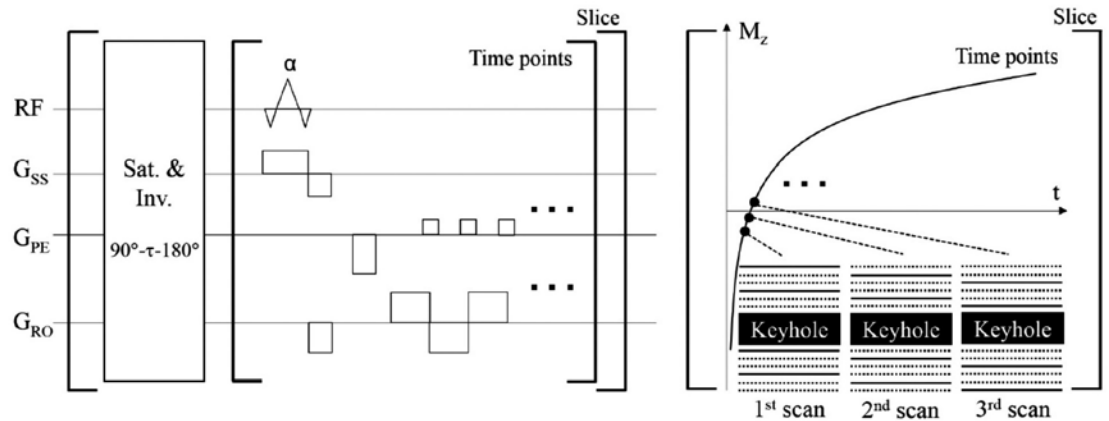 Slice
Time points
α
RF
G_SS
Sat. &
Inv.
90°-τ-180°
G_PE
G_RO
Slice
M_z
Time points
t
Keyhole Keyhole Keyhole
1st scan 2nd scan 3rd scan